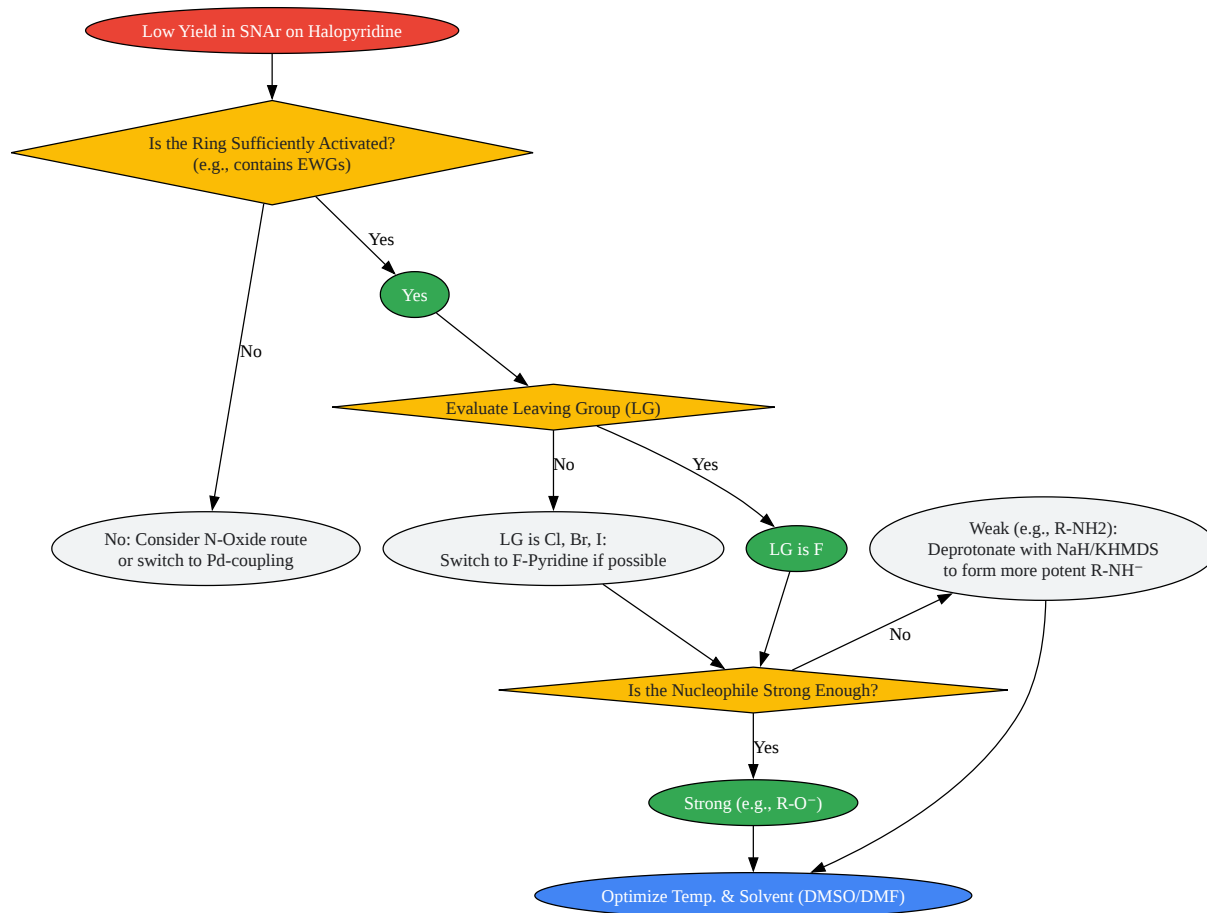 Low Yield in SNAr on Halopyridine
Is the Ring Sufficiently Activated?
(e.g., contains EWGs)
Yes
Yes
No
Evaluate Leaving Group (LG)
No
Yes
No: Consider N-Oxide route
or switch to Pd-coupling
LG is Cl, Br, I:
Switch to F-Pyridine if possible
LG is F
Weak (e.g., R-NH2):
Deprotonate with NaH/KHMDS
to form more potent R-NH⁻
No
Is the Nucleophile Strong Enough?
Yes
Strong (e.g., R-O⁻)
Optimize Temp. & Solvent (DMSO/DMF)